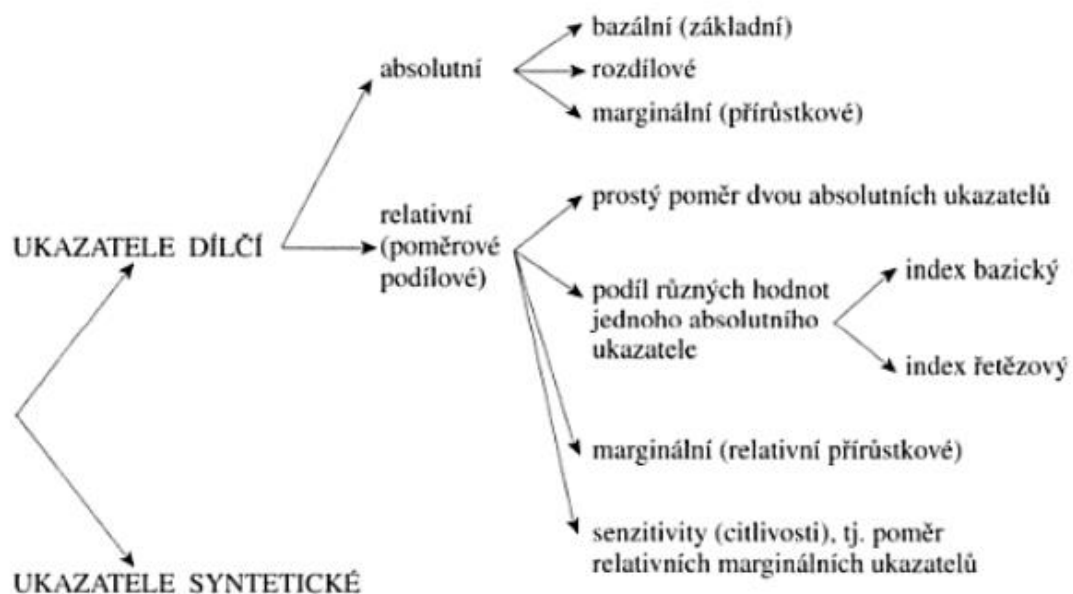 bazální (základní)
absolutní
rozdílové
marginální (přírůstkové)
prostý poměr dvou absolutních ukazatelů
relativní
(poměrové
podílové)
UKAZATELE DÍLČÍ
podíl různých hodnot
jednoho absolutního
ukazatele
index bazický
index řetězový
marginální (relativní přírůstkové)
senzitivity (citlivosti), tj. poměr
relativních marginálních ukazatelů
UKAZATELE SYNTETICKÉ